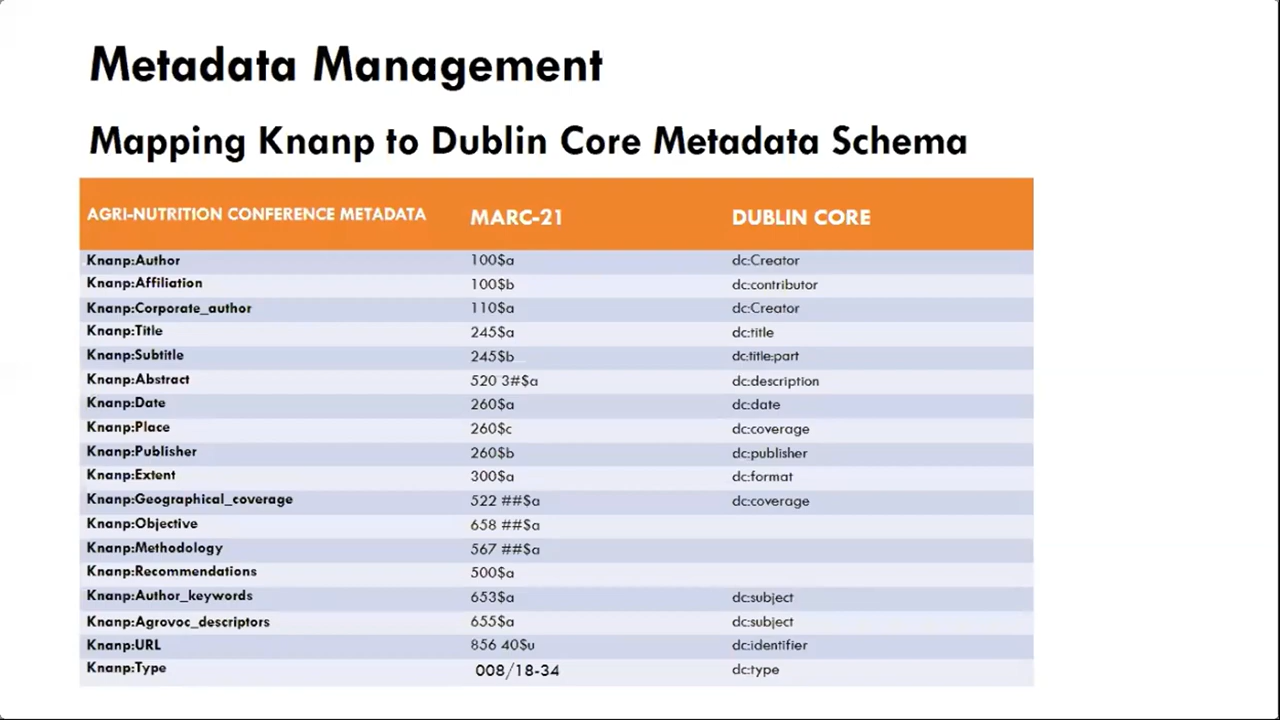 Metadata Management
Mapping Knanp to Dublin Core Metadata Schema
AGRI-NUTRITION CONFERENCE METADATA MARC-21 DUBLIN CORE
Knanp:Author 100$a dc:Creator
Knanp:Affiliation 100$b dc:contributor
Knanp:Corporate_author 110$a dc:Creator
Knanp:Title 245$a dc:title
Knanp:Subtitle 245$b dc:title:part
Knanp:Abstract 520 3#$a dc:description
Knanp:Date 260$a dc:date
Knanp:Place 260$c dc:coverage
Knanp:Publisher 260$b dc:publisher
Knanp:Extent 300$a dc:format
Knanp:Geographical_coverage 522 ##$a dc:coverage
Knanp:Objective 658 ##$a
Knanp:Methodology 567 ##$a
Knanp:Recommendations 500$a
Knanp:Author_keywords 653$a dc:subject
Knanp:Agrovoc_descriptors 655$a dc:subject
Knanp:URL 856 40$u dc:identifier
Knanp:Type 008/18-34 dc:type